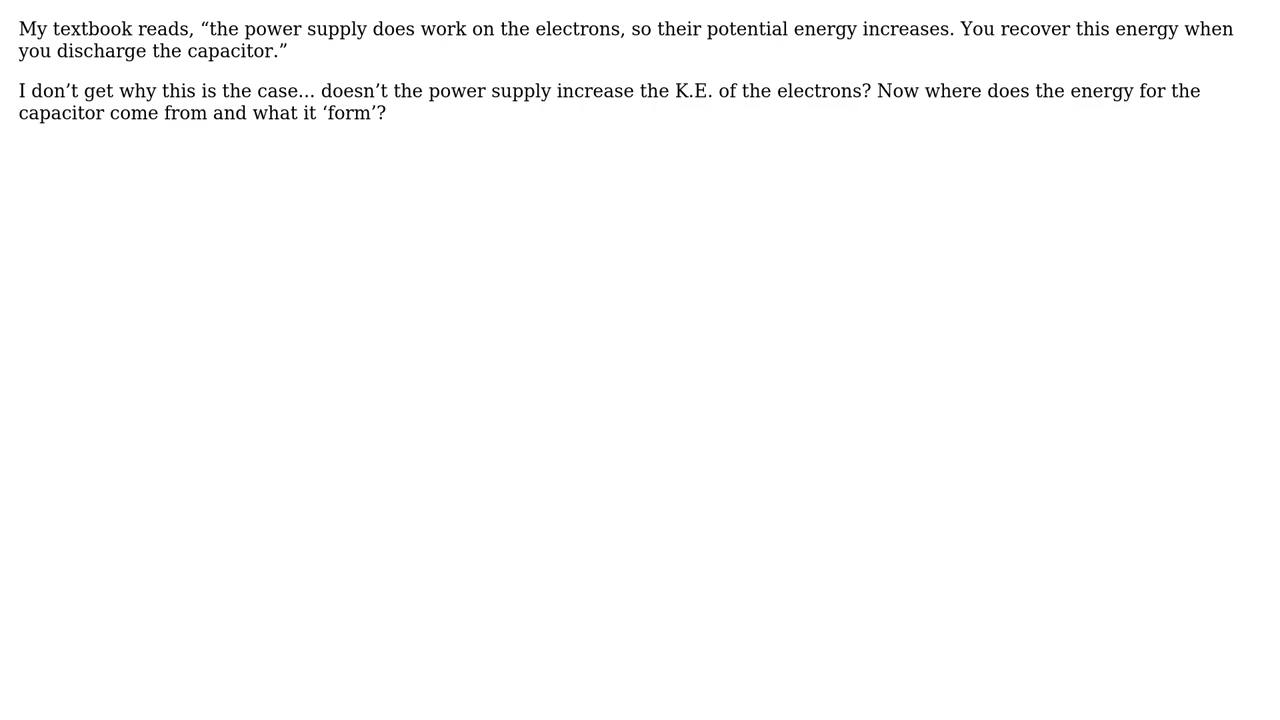 My textbook reads, “the power supply does work on the electrons, so their potential energy increases. You recover this energy when
you discharge the capacitor.”
I don’t get why this is the case... doesn’t the power supply increase the K.E. of the electrons? Now where does the energy for the
capacitor come from and what it ‘form’?